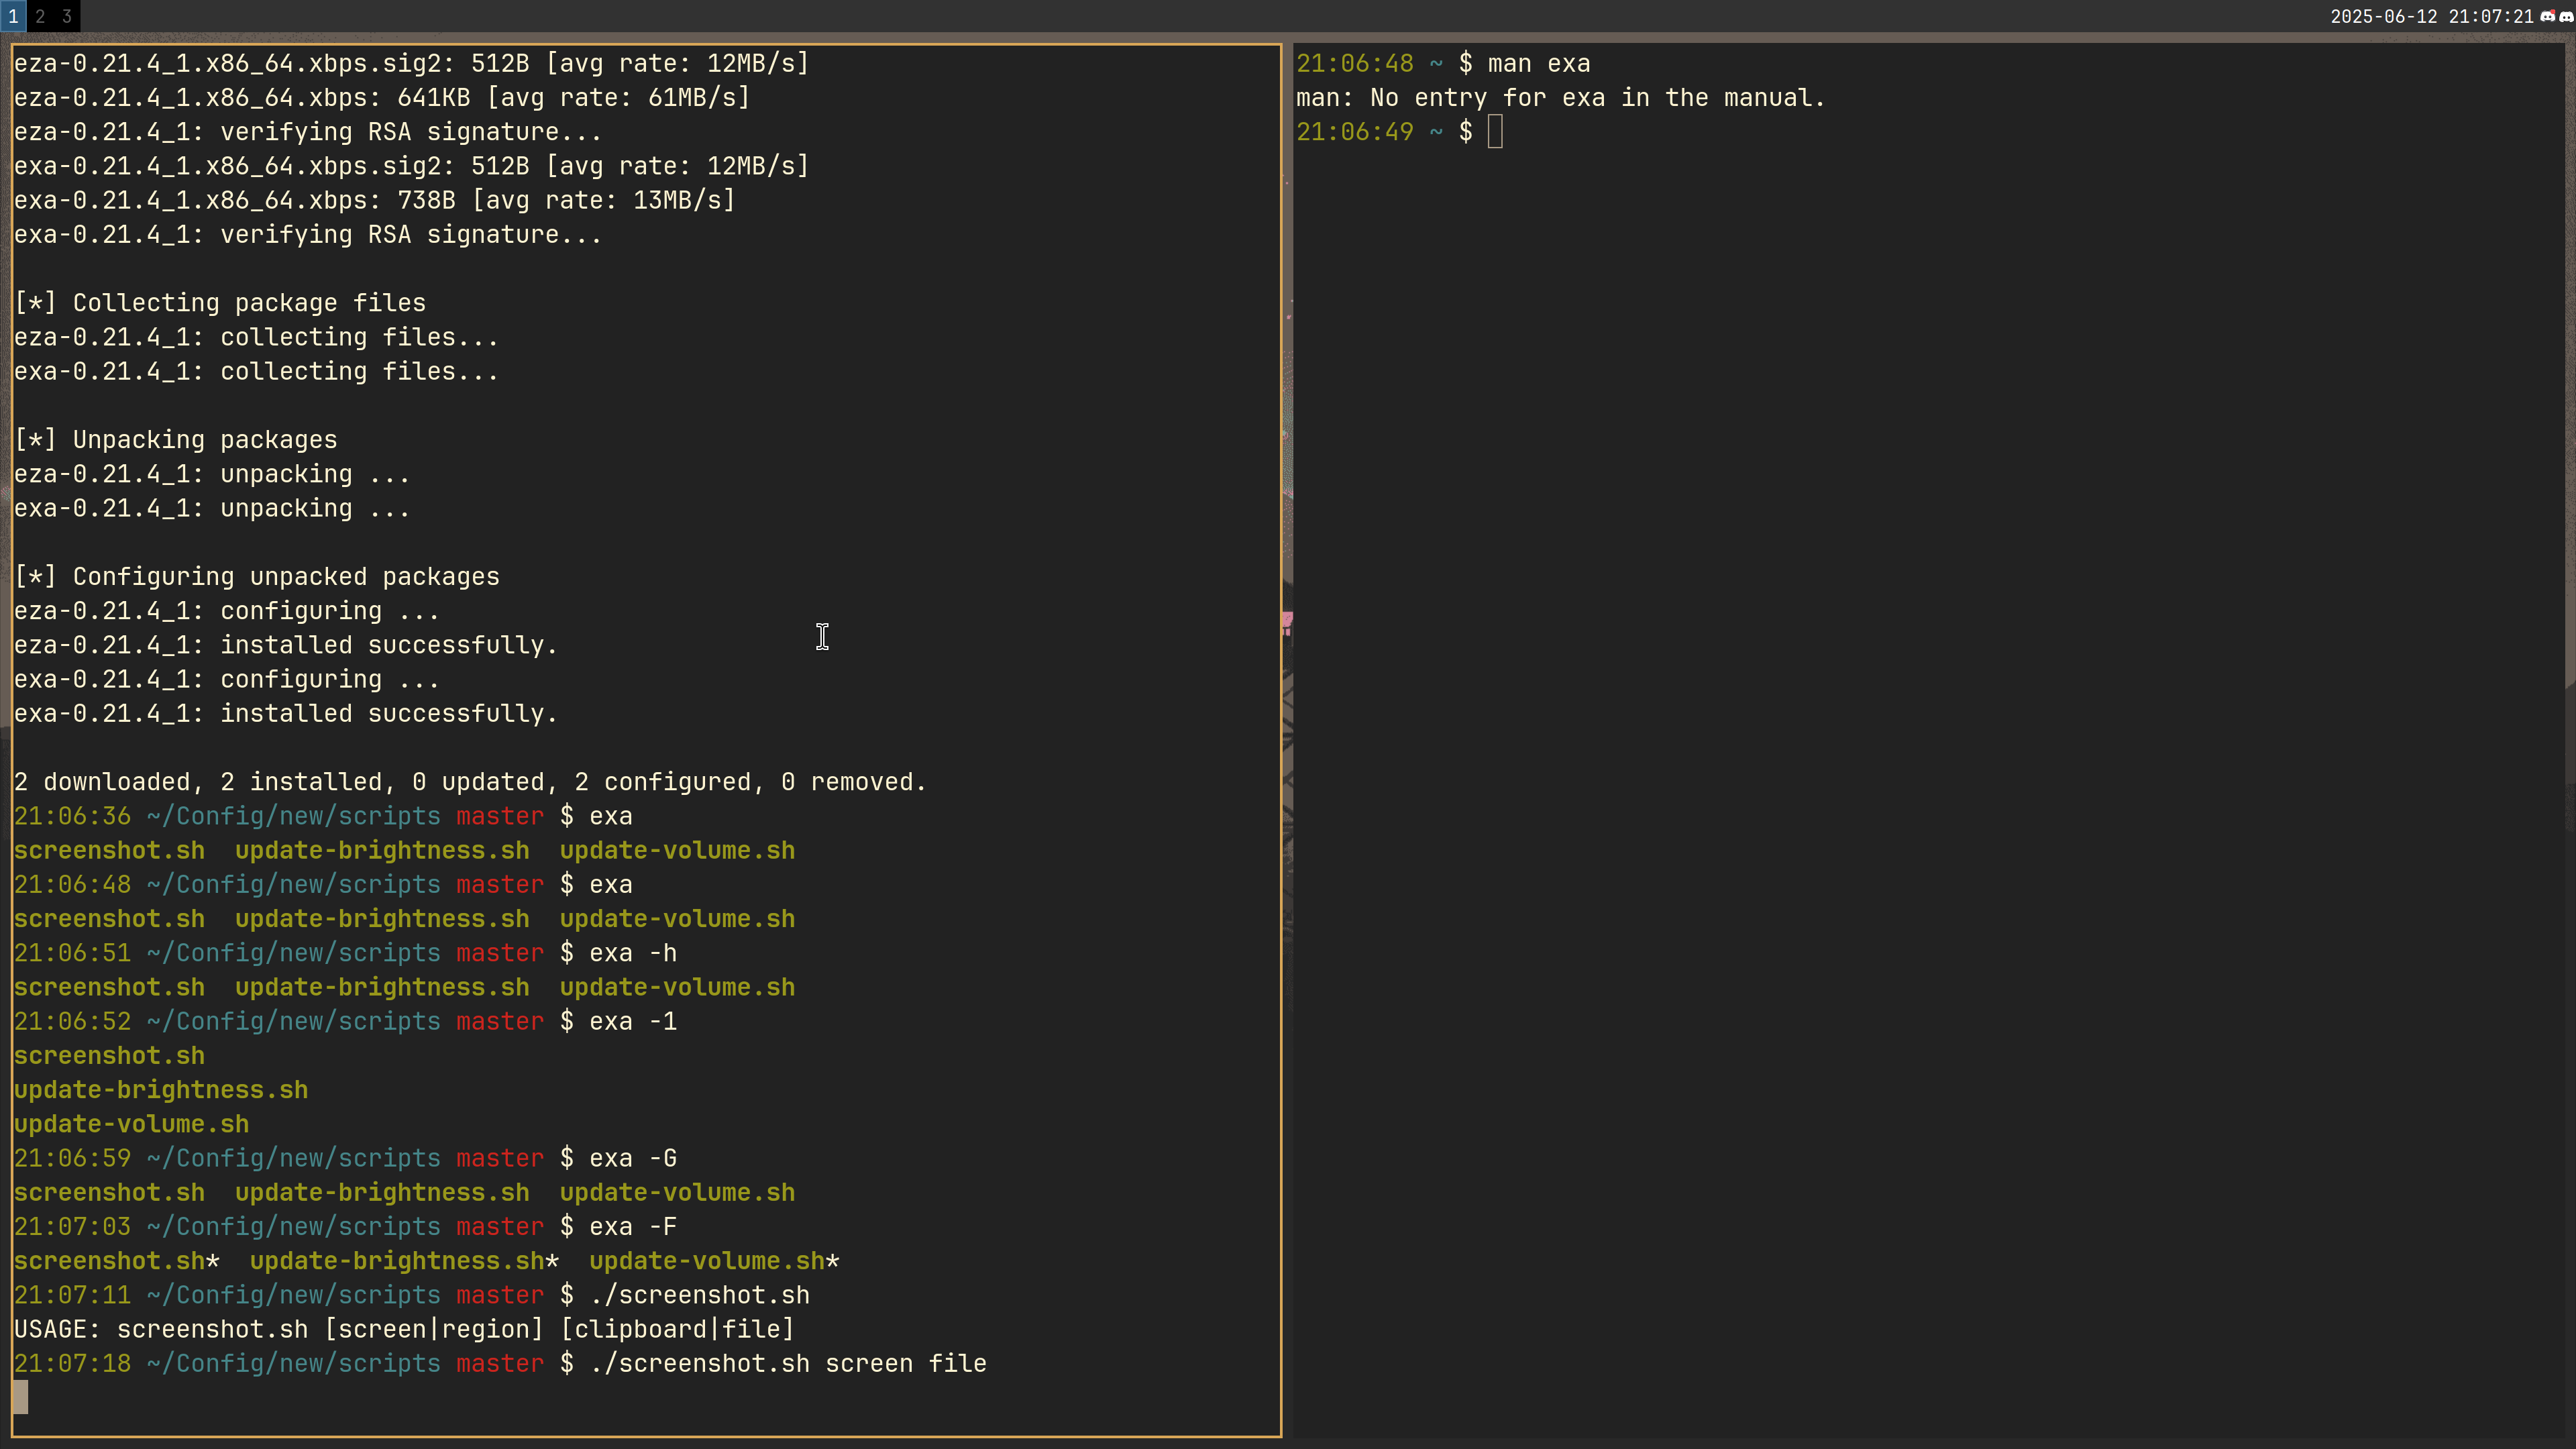 1 2 3
2025-06-12 21:07:21
eza-0.21.4_1.x86_64.xbps.sig2: 512B [avg rate: 12MB/s]
eza-0.21.4_1.x86_64.xbps: 641KB [avg rate: 61MB/s]
eza-0.21.4_1: verifying RSA signature...
exa-0.21.4_1.x86_64.xbps.sig2: 512B [avg rate: 12MB/s]
exa-0.21.4_1.x86_64.xbps: 738B [avg rate: 13MB/s]
exa-0.21.4_1: verifying RSA signature...

[*] Collecting package files
eza-0.21.4_1: collecting files...
exa-0.21.4_1: collecting files...

[*] Unpacking packages
eza-0.21.4_1: unpacking ...
exa-0.21.4_1: unpacking ...

[*] Configuring unpacked packages
eza-0.21.4_1: configuring ...
eza-0.21.4_1: installed successfully.
exa-0.21.4_1: configuring ...
exa-0.21.4_1: installed successfully.

2 downloaded, 2 installed, 0 updated, 2 configured, 0 removed.
21:06:36 ~/Config/new/scripts master $ exa
screenshot.sh  update-brightness.sh  update-volume.sh
21:06:48 ~/Config/new/scripts master $ exa
screenshot.sh  update-brightness.sh  update-volume.sh
21:06:51 ~/Config/new/scripts master $ exa -h
screenshot.sh  update-brightness.sh  update-volume.sh
21:06:52 ~/Config/new/scripts master $ exa -1
screenshot.sh
update-brightness.sh
update-volume.sh
21:06:59 ~/Config/new/scripts master $ exa -G
screenshot.sh  update-brightness.sh  update-volume.sh
21:07:03 ~/Config/new/scripts master $ exa -F
screenshot.sh*  update-brightness.sh*  update-volume.sh*
21:07:11 ~/Config/new/scripts master $ ./screenshot.sh
USAGE: screenshot.sh [screen|region] [clipboard|file]
21:07:18 ~/Config/new/scripts master $ ./screenshot.sh screen file
21:06:48 ~ $ man exa
man: No entry for exa in the manual.
21:06:49 ~ $